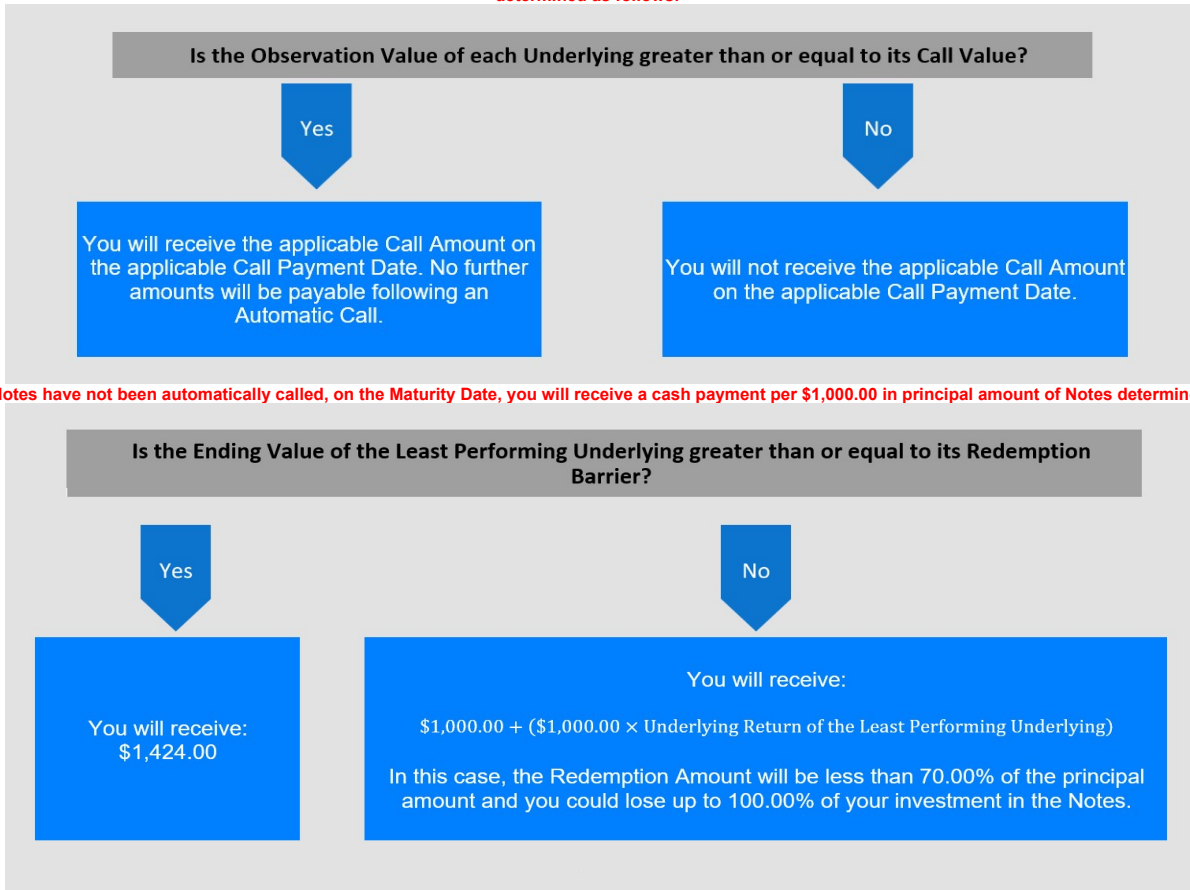 determined as follows:
Is the Observation Value of each Underlying greater than or equal to its Call Value?
Yes
No
You will receive the applicable Call Amount on
the applicable Call Payment Date. No further
amounts will be payable following an
Automatic Call.
You will not receive the applicable Call Amount
on the applicable Call Payment Date.
Notes have not been automatically called, on the Maturity Date, you will receive a cash payment per $1,000.00 in principal amount of Notes determin
Is the Ending Value of the Least Performing Underlying greater than or equal to its Redemption
Barrier?
Yes
No
You will receive:
$1,424.00
You will receive:
$1,000.00 + ($1,000.00 × Underlying Return of the Least Performing Underlying)
In this case, the Redemption Amount will be less than 70.00% of the principal
amount and you could lose up to 100.00% of your investment in the Notes.